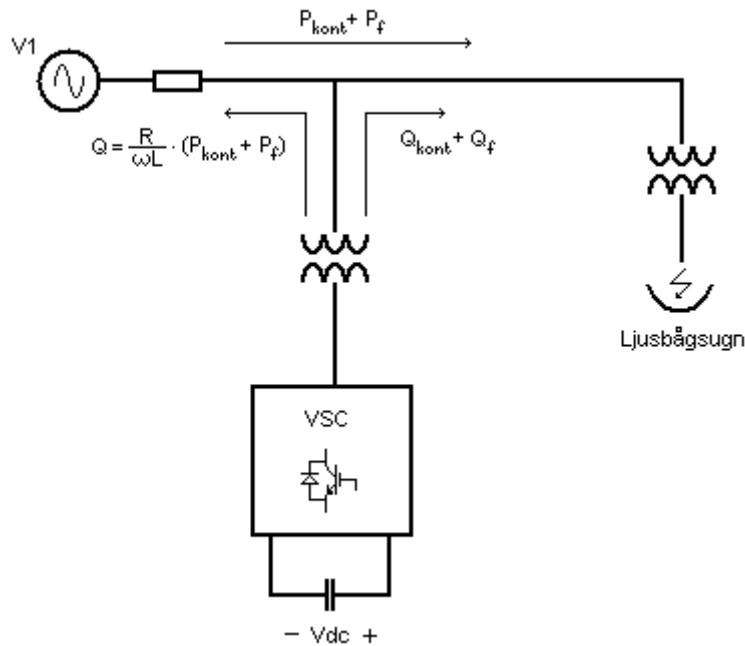 P_kont + P_f
V1
Q = R/ωL · (P_kont + P_f)
Q_kont + Q_f
Ljusbågsugn
VSC
− Vdc +